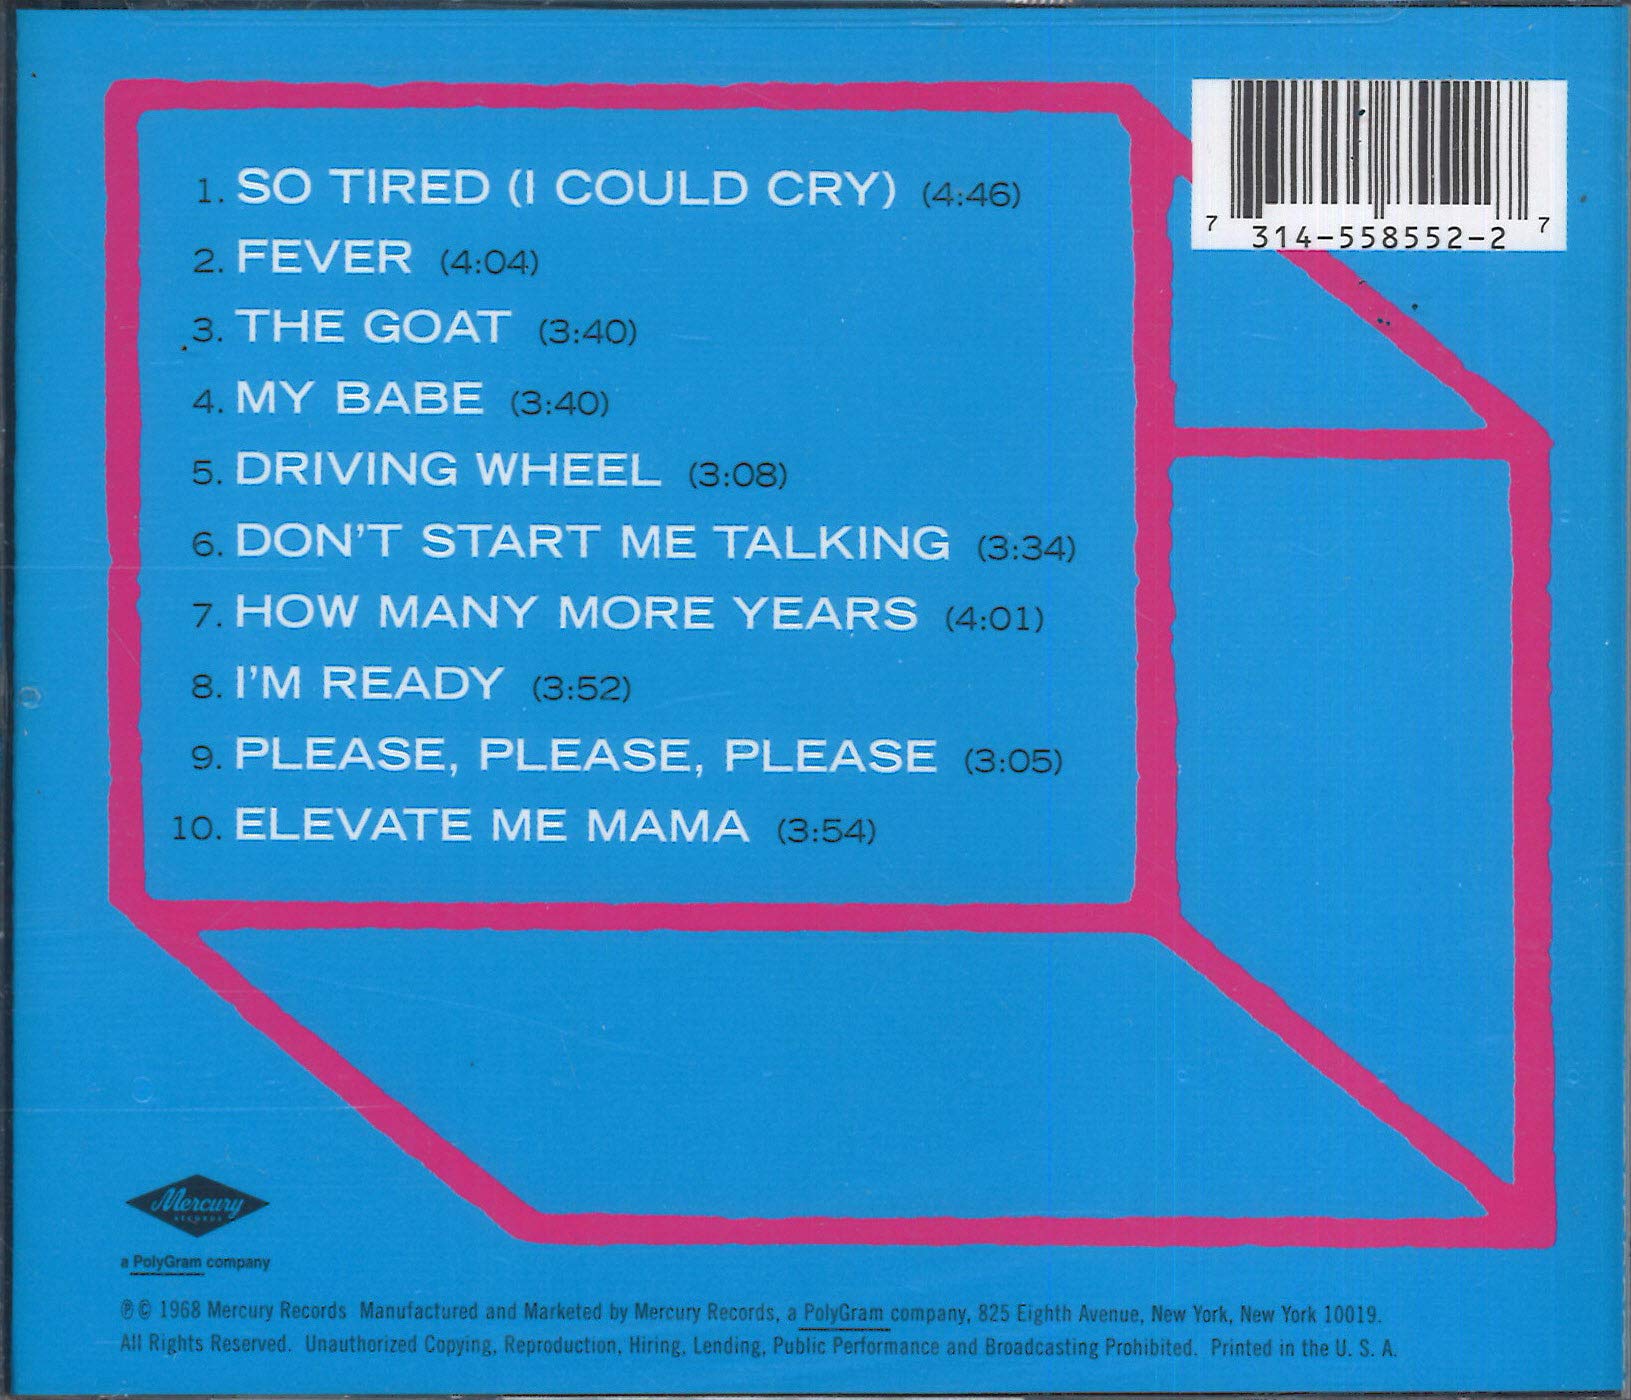 1. SO TIRED (I COULD CRY) (4:46)
2. FEVER (4:04)
3. THE GOAT (3:40)
4. MY BABE (3:40)
5. DRIVING WHEEL (3:08)
6. DON'T START ME TALKING (3:34)
7. HOW MANY MORE YEARS (4:01)
8. I'M READY (3:52)
9. PLEASE, PLEASE, PLEASE (3:05)
10. ELEVATE ME MAMA (3:54)
7 314-558552-2 7
Mercury
RECORDS
a PolyGram company
℗© 1968 Mercury Records Manufactured and Marketed by Mercury Records, a PolyGram company, 825 Eighth Avenue, New York, New York 10019.
All Rights Reserved. Unauthorized Copying, Reproduction, Hiring, Lending, Public Performance and Broadcasting Prohibited. Printed in the U. S. A.